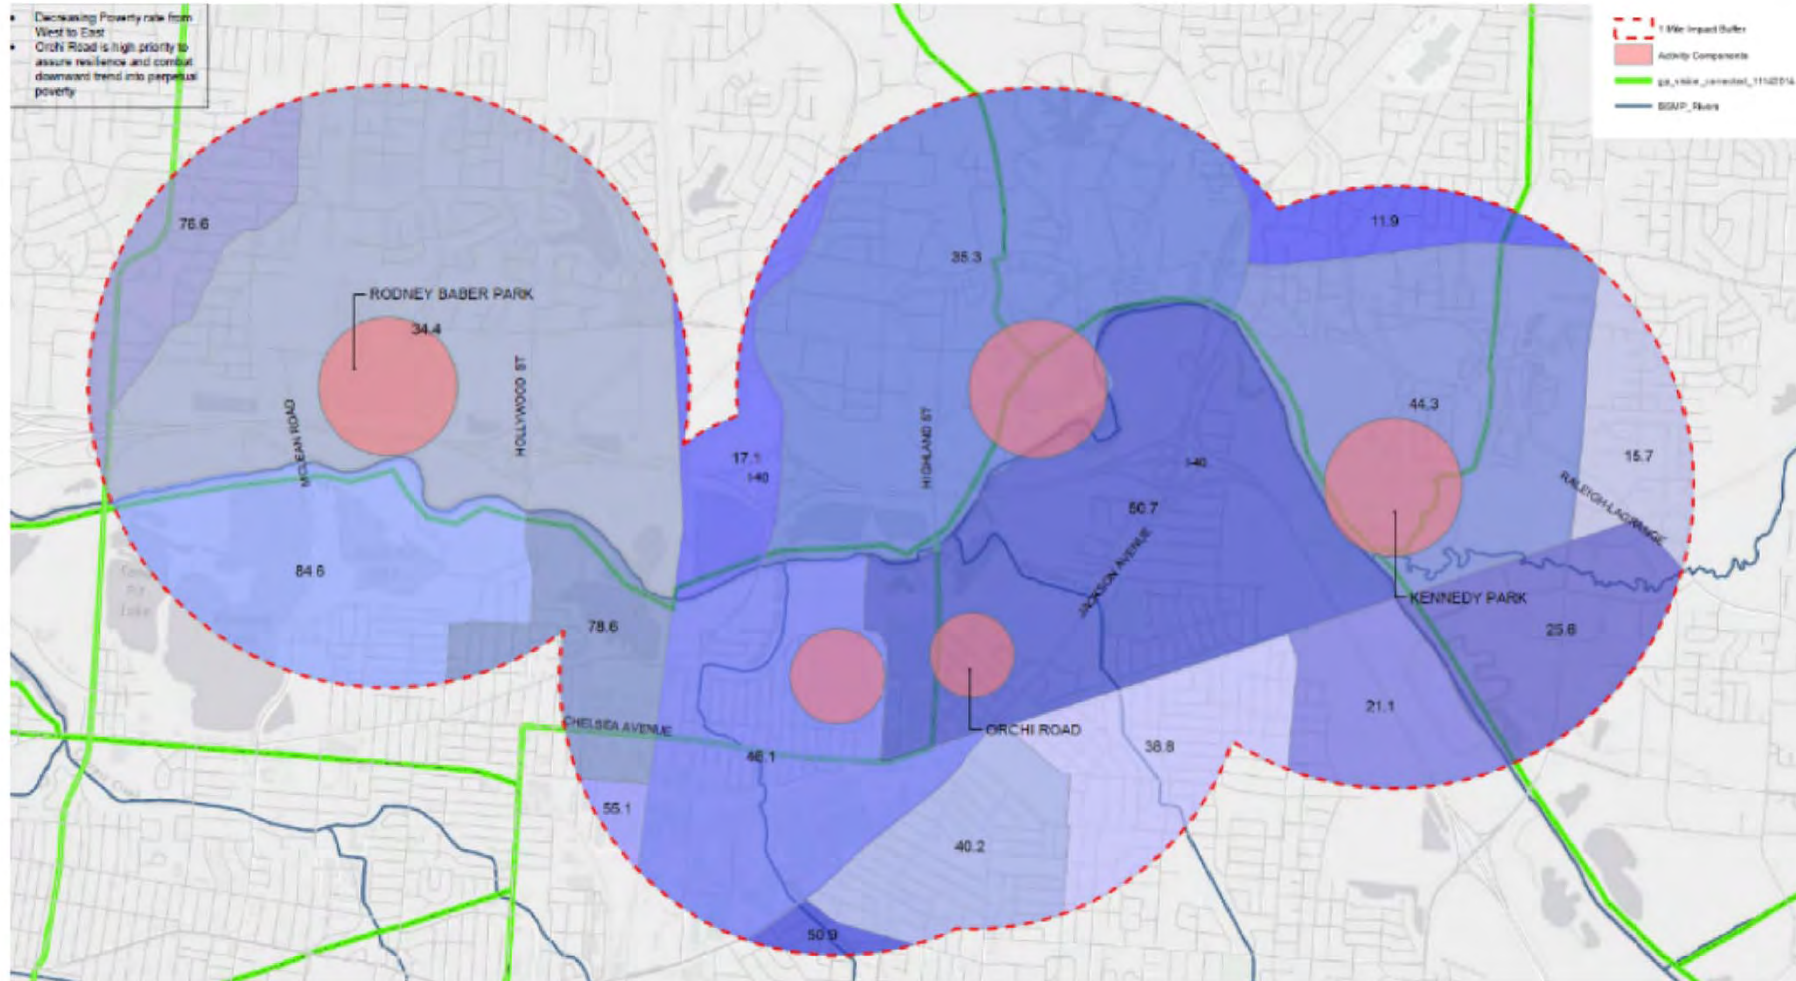 Decreasing Poverty rate from
West to East
Orchi Road is high priority to
assure resilience and combat
downward trend into perpetual
poverty
1 Mile Impact Buffer
Activity Components
BSMP_Rivers
76.6
11.9
35.3
RODNEY BABER PARK
34.4
HOLLYWOOD ST
MCLEAN ROAD
HIGHLAND ST
44.3
17.1
I-40
I-40
15.7
RALEIGH-LAGRANGE
50.7
JACKSON AVENUE
84.6
KENNEDY PARK
78.6
25.6
21.1
CHELSEA AVENUE
ORCHI ROAD
46.1
38.8
55.1
40.2
50.9